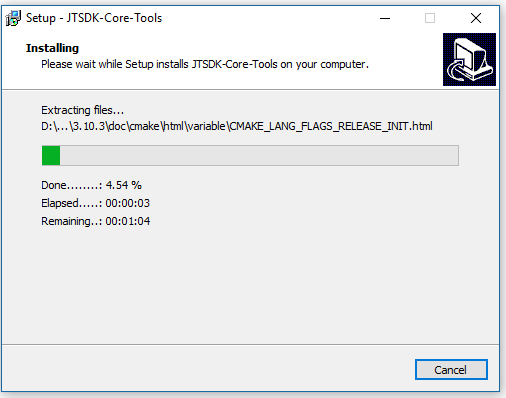 Setup - JTSDK-Core-Tools
Installing
Please wait while Setup installs JTSDK-Core-Tools on your computer.
Extracting files...
D:\...\3.10.3\doc\cmake\html\variable\CMAKE_LANG_FLAGS_RELEASE_INIT.html
Done........: 4.54 %
Elapsed.....: 00:00:03
Remaining..: 00:01:04
Cancel